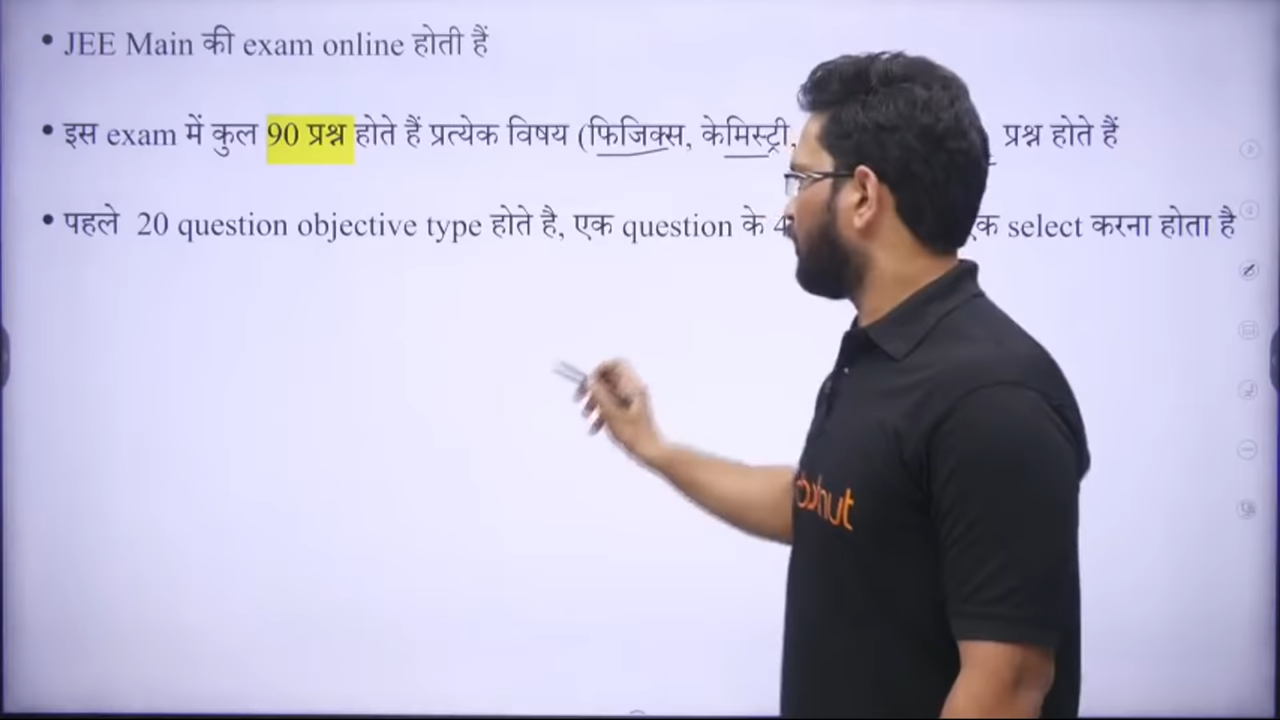 • JEE Main की exam online होती हैं
• इस exam में कुल 90 प्रश्न होते हैं प्रत्येक विषय (फिजिक्स, केमिस्ट्री, प्रश्न होते हैं
• पहले 20 question objective type होते है, एक question के 4 select करना होता है